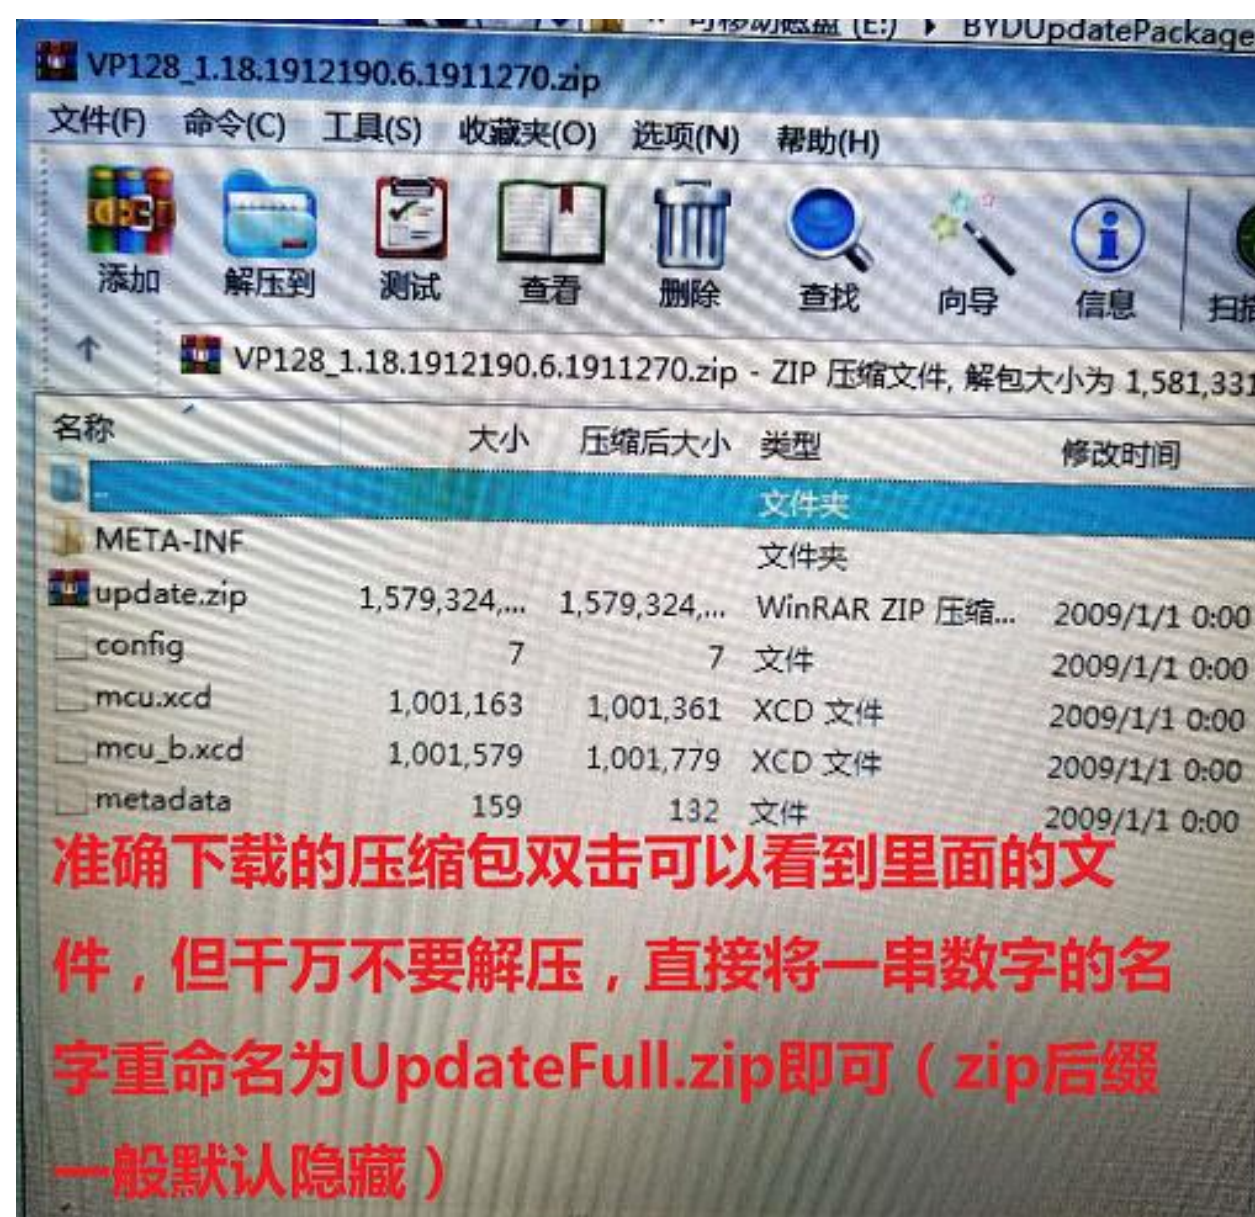 可移动磁盘 (E:) ▸ BYDUpdatePackage
VP128_1.18.1912190.6.1911270.zip
文件(F) 命令(C) 工具(S) 收藏夹(O) 选项(N) 帮助(H)
添加 解压到 测试 查看 删除 查找 向导 信息 扫描
VP128_1.18.1912190.6.1911270.zip - ZIP 压缩文件, 解包大小为 1,581,331
名称 大小 压缩后大小 类型 修改时间
.. 文件夹
META-INF 文件夹
update.zip 1,579,324,... 1,579,324,... WinRAR ZIP 压缩... 2009/1/1 0:00
config 7 7 文件 2009/1/1 0:00
mcu.xcd 1,001,163 1,001,361 XCD 文件 2009/1/1 0:00
mcu_b.xcd 1,001,579 1,001,779 XCD 文件 2009/1/1 0:00
metadata 159 132 文件 2009/1/1 0:00
准确下载的压缩包双击可以看到里面的文
件，但千万不要解压，直接将一串数字的名
字重命名为UpdateFull.zip即可（zip后缀
一般默认隐藏）